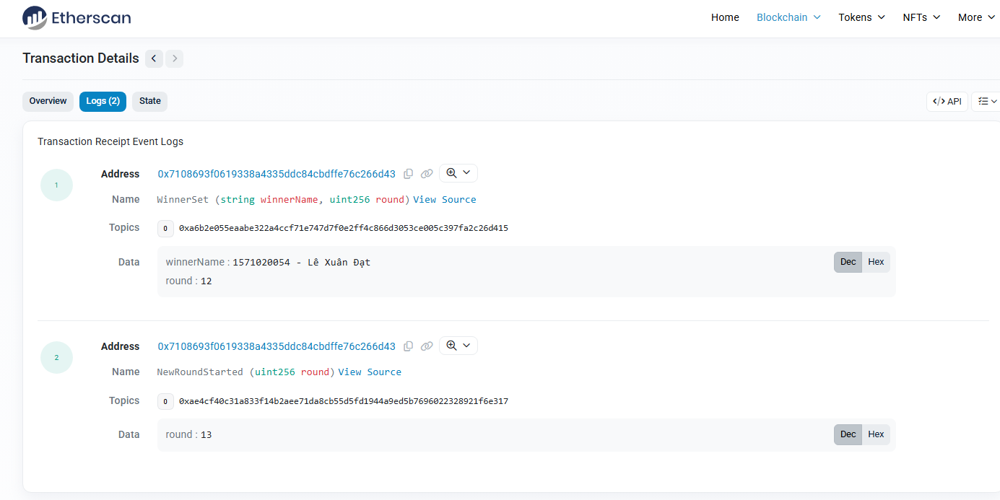 Etherscan
Home Blockchain Tokens NFTs More
Transaction Details
Overview Logs (2) State
</> API
Transaction Receipt Event Logs
1
Address 0x7108693f0619338a4335ddc84cbdffe76c266d43
Name WinnerSet (string winnerName, uint256 round) View Source
Topics 0 0xa6b2e055eaabe322a4ccf71e747d7f0e2ff4c866d3053ce005c397fa2c26d415
Data winnerName : 1571020054 - Lê Xuân Đạt Dec Hex
round : 12
2
Address 0x7108693f0619338a4335ddc84cbdffe76c266d43
Name NewRoundStarted (uint256 round) View Source
Topics 0 0xae4cf40c31a833f14b2aee71da8cb55d5fd1944a9ed5b7696022328921f6e317
Data round : 13 Dec Hex